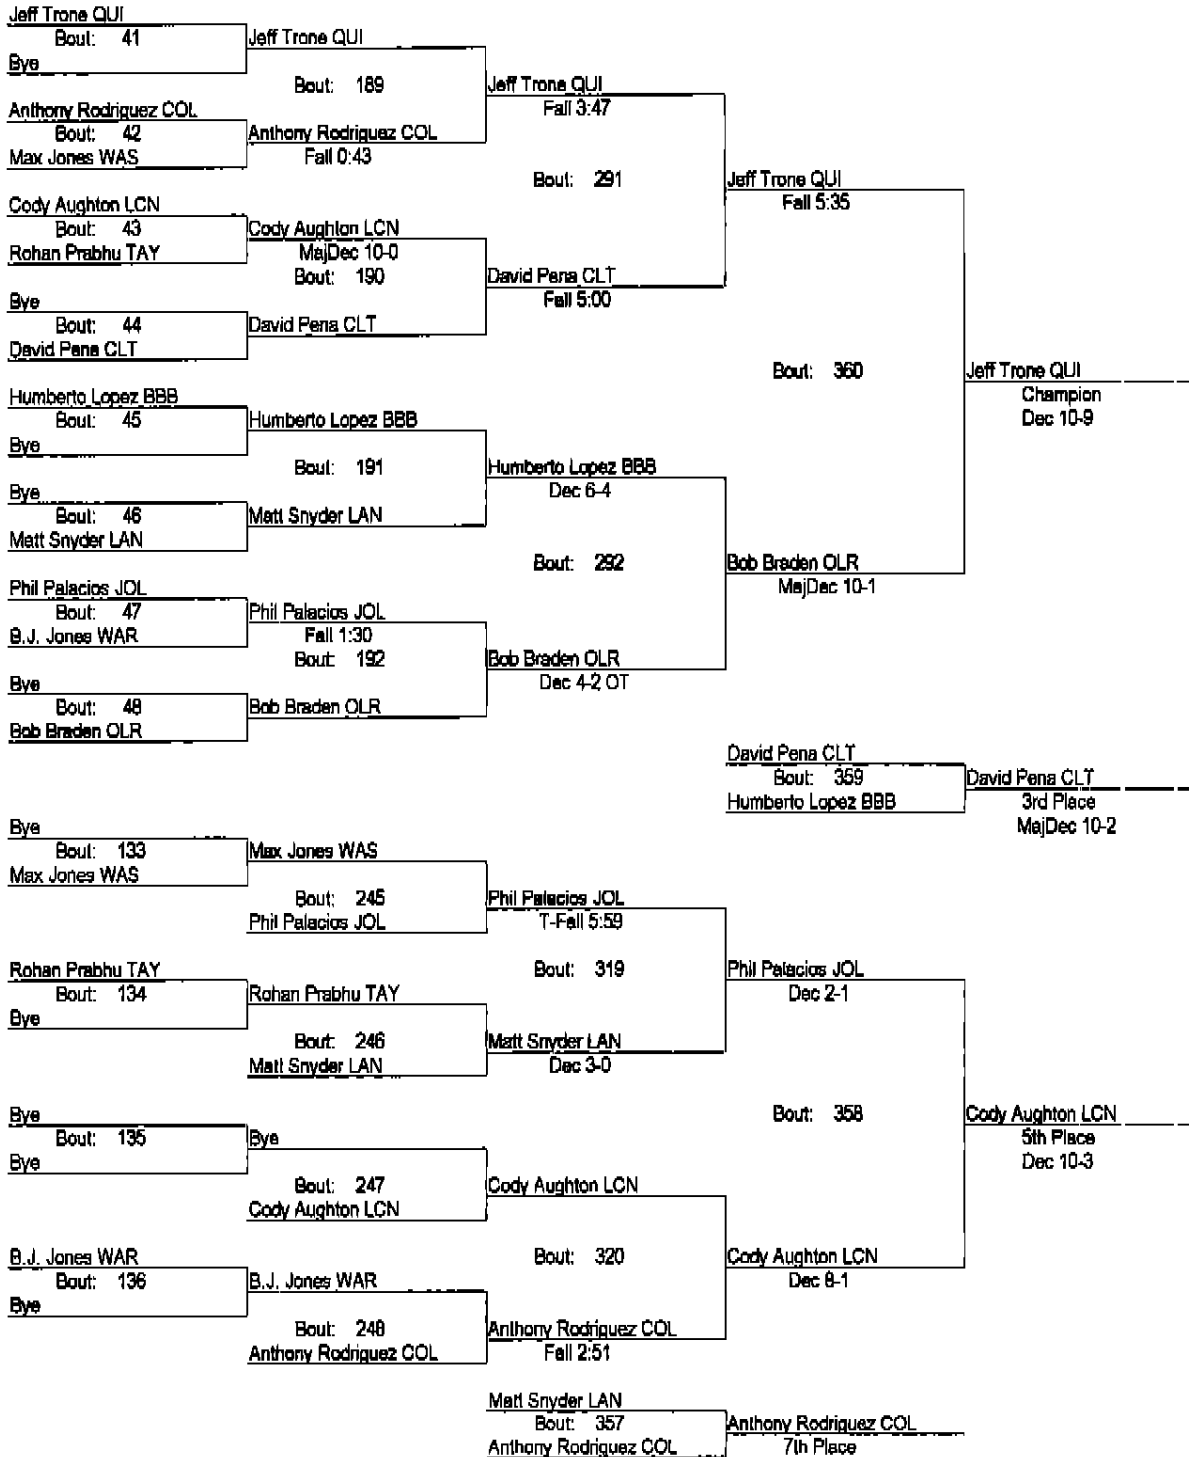 Jeff Trone QUI
Bout: 41
Bye
Jeff Trone QUI
Bout: 189
Anthony Rodriguez COL
Bout: 42
Max Jones WAS
Anthony Rodriguez COL
Fall 0:43
Jeff Trone QUI
Fall 3:47
Bout: 291
Cody Aughton LCN
Bout: 43
Rohan Prabhu TAY
Cody Aughton LCN
MajDec 10-0
Bout: 190
Bye
Bout: 44
David Pena CLT
David Pena CLT
David Pena CLT
Fall 5:00
Jeff Trone QUI
Fall 5:35
Bout: 360
Jeff Trone QUI
Champion
Dec 10-9
Humberto Lopez BBB
Bout: 45
Bye
Humberto Lopez BBB
Bout: 191
Bye
Bout: 46
Matt Snyder LAN
Matt Snyder LAN
Humberto Lopez BBB
Dec 6-4
Bout: 292
Phil Palacios JOL
Bout: 47
B.J. Jones WAR
Phil Palacios JOL
Fall 1:30
Bout: 192
Bye
Bout: 48
Bob Braden OLR
Bob Braden OLR
Bob Braden OLR
Dec 4-2 OT
Bob Braden OLR
MajDec 10-1
David Pena CLT
Bout: 359
Humberto Lopez BBB
David Pena CLT
3rd Place
MajDec 10-2
Bye
Bout: 133
Max Jones WAS
Max Jones WAS
Bout: 245
Phil Palacios JOL
Phil Palacios JOL
T-Fall 5:59
Bout: 319
Rohan Prabhu TAY
Bout: 134
Bye
Rohan Prabhu TAY
Bout: 246
Matt Snyder LAN
Matt Snyder LAN
Dec 3-0
Phil Palacios JOL
Dec 2-1
Bout: 358
Cody Aughton LCN
5th Place
Dec 10-3
Bye
Bout: 135
Bye
Bye
Bout: 247
Cody Aughton LCN
Cody Aughton LCN
Bout: 320
B.J. Jones WAR
Bout: 136
Bye
B.J. Jones WAR
Bout: 248
Anthony Rodriguez COL
Anthony Rodriguez COL
Fall 2:51
Cody Aughton LCN
Dec 8-1
Matt Snyder LAN
Bout: 357
Anthony Rodriguez COL
Anthony Rodriguez COL
7th Place